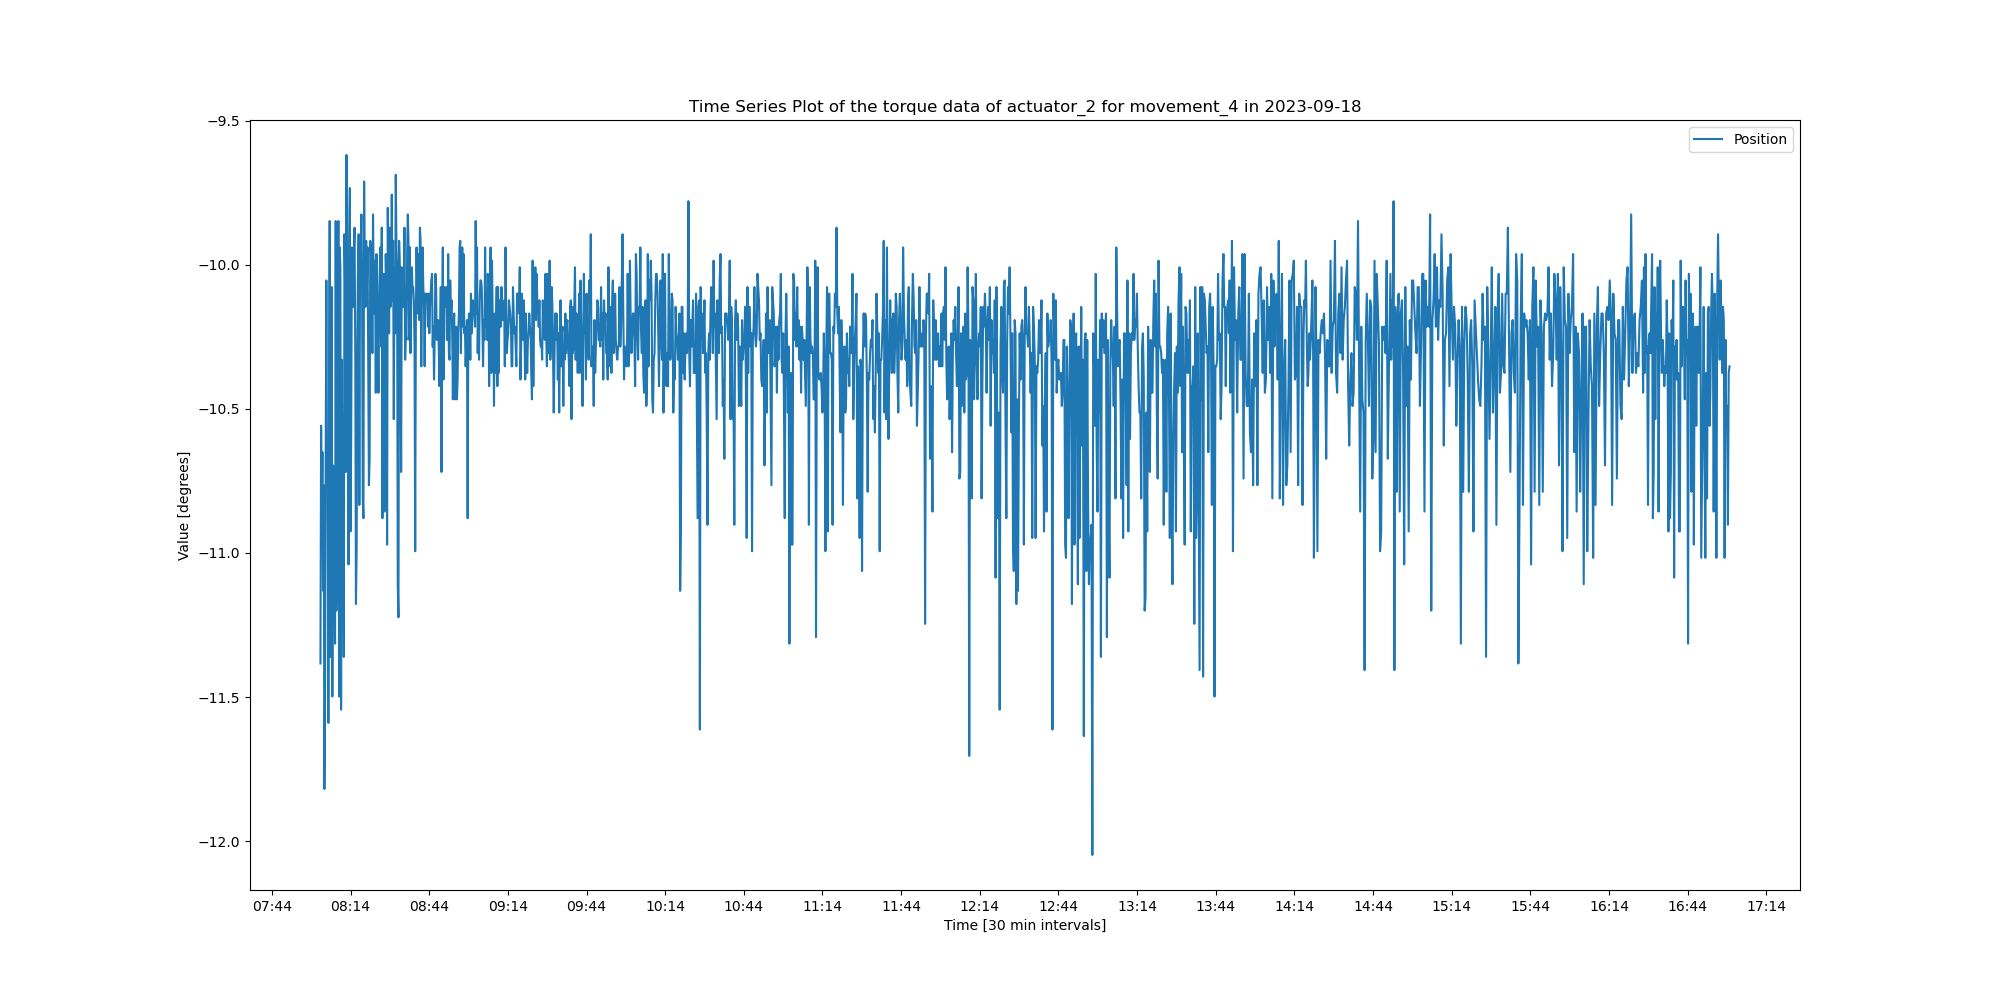 Time Series Plot of the torque data of actuator_2 for movement_4 in 2023-09-18
Position
−9.5
−10.0
−10.5
−11.0
−11.5
−12.0
Value [degrees]
07:44 08:14 08:44 09:14 09:44 10:14 10:44 11:14 11:44 12:14 12:44 13:14 13:44 14:14 14:44 15:14 15:44 16:14 16:44 17:14
Time [30 min intervals]